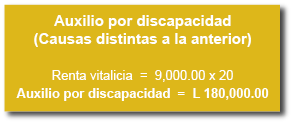 Auxilio por discapacidad
(Causas distintas a la anterior)
Renta vitalicia = 9,000.00 x 20
Auxilio por discapacidad = L 180,000.00